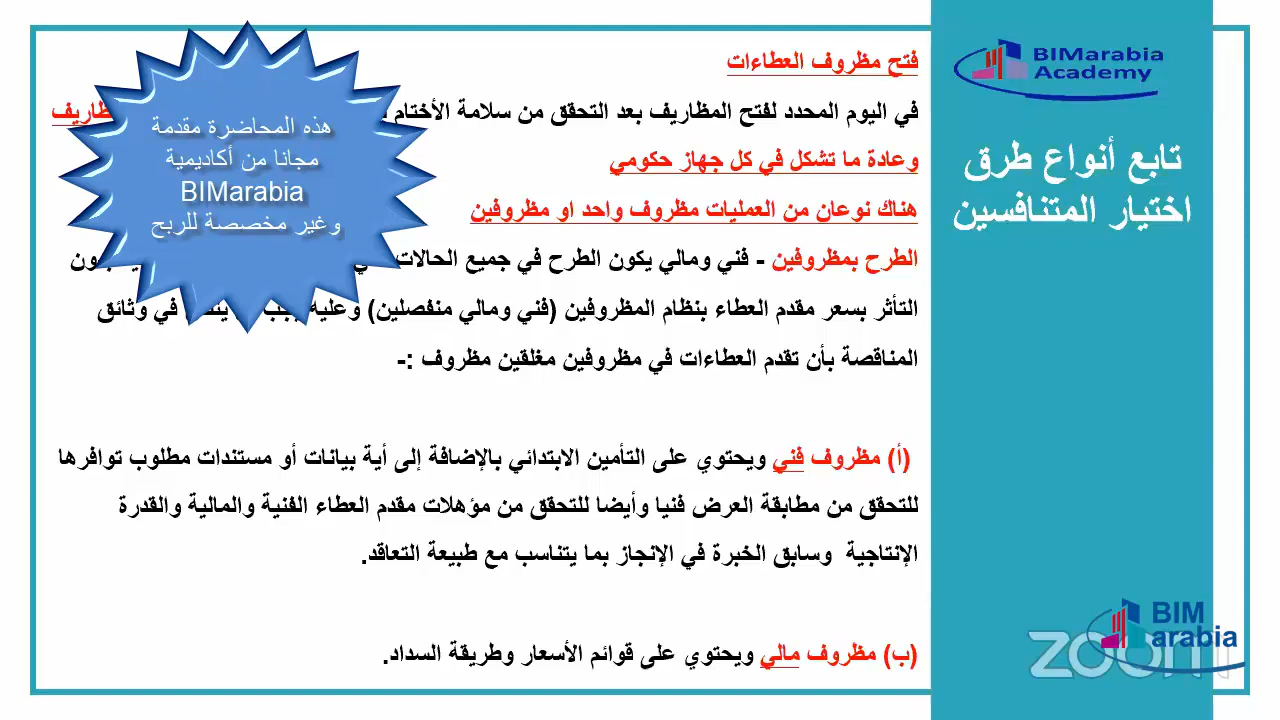 BIMarabia
Academy
تابع أنواع طرق
اختيار المتنافسين
هذه المحاضرة مقدمة
مجانا من أكاديمية
BIMarabia
وغير مخصصة للربح
فتح مظروف العطاءات
في اليوم المحدد لفتح المظاريف بعد التحقق من سلامة الأختام
وعادة ما تشكل في كل جهاز حكومي
هناك نوعان من العمليات مظروف واحد او مظروفين
الطرح بمظروفين - فني ومالي يكون الطرح في جميع الحالات
التأثر بسعر مقدم العطاء بنظام المظروفين (فني ومالي منفصلين) وعليه في وثائق
المناقصة بأن تقدم العطاءات في مظروفين مغلقين مظروف :-
(أ) مظروف فني ويحتوي على التأمين الابتدائي بالإضافة إلى أية بيانات أو مستندات مطلوب توافرها
للتحقق من مطابقة العرض فنيا وأيضا للتحقق من مؤهلات مقدم العطاء الفنية والمالية والقدرة
الإنتاجية وسابق الخبرة في الإنجاز بما يتناسب مع طبيعة التعاقد.
(ب) مظروف مالي ويحتوي على قوائم الأسعار وطريقة السداد.
BIM
arabia
zoom